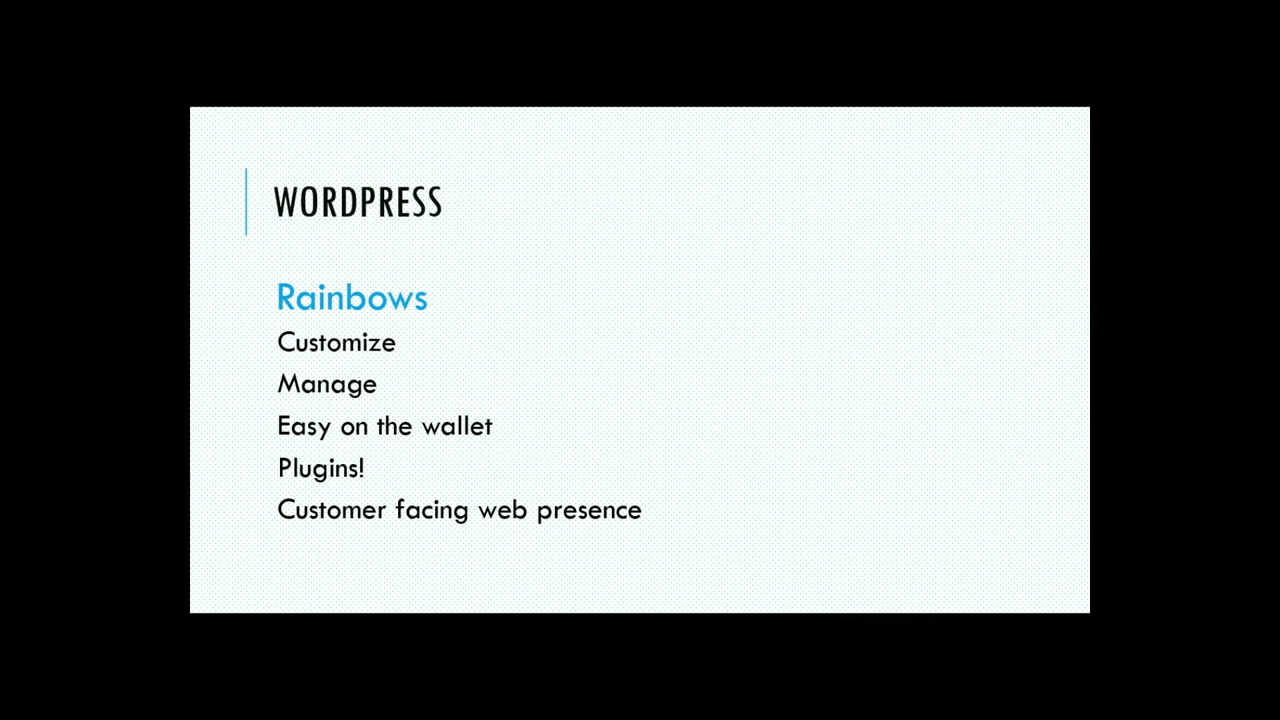 WORDPRESS
Rainbows
Customize
Manage
Easy on the wallet
Plugins!
Customer facing web presence